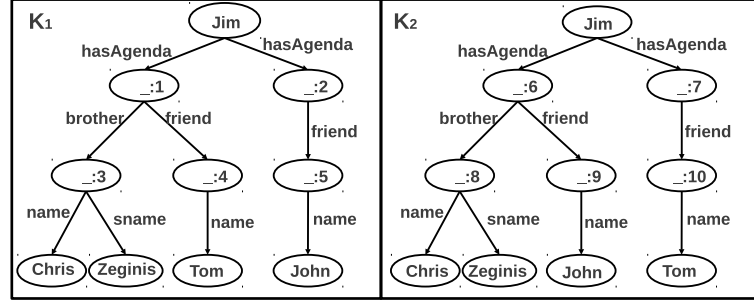 K1 Jim K2 Jim
hasAgenda hasAgenda hasAgenda hasAgenda
_:1 _:2 _:6 _:7
brother friend friend brother friend friend
_:3 _:4 _:5 _:8 _:9 _:10
name sname name name name sname name name
Chris Zeginis Tom John Chris Zeginis John Tom